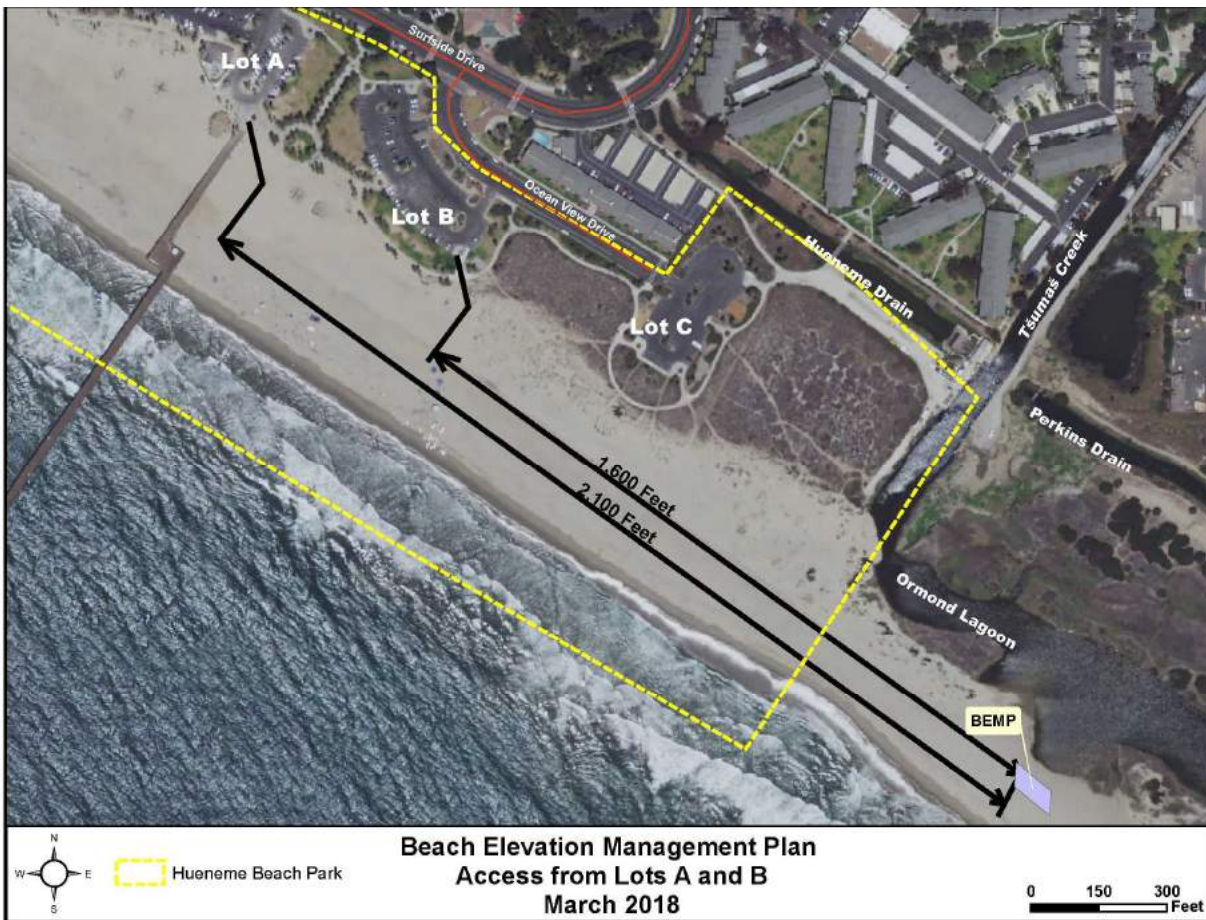 Lot A
Surfside Drive
Lot B
Ocean View Drive
Lot C
Huoneme Drain
Tšumaš Creek
Perkins Drain
1,600 Feet
2,100 Feet
Ormond Lagoon
BEMP
N
W
E
S
Hueneme Beach Park
Beach Elevation Management Plan
Access from Lots A and B
March 2018
0 150 300
Feet